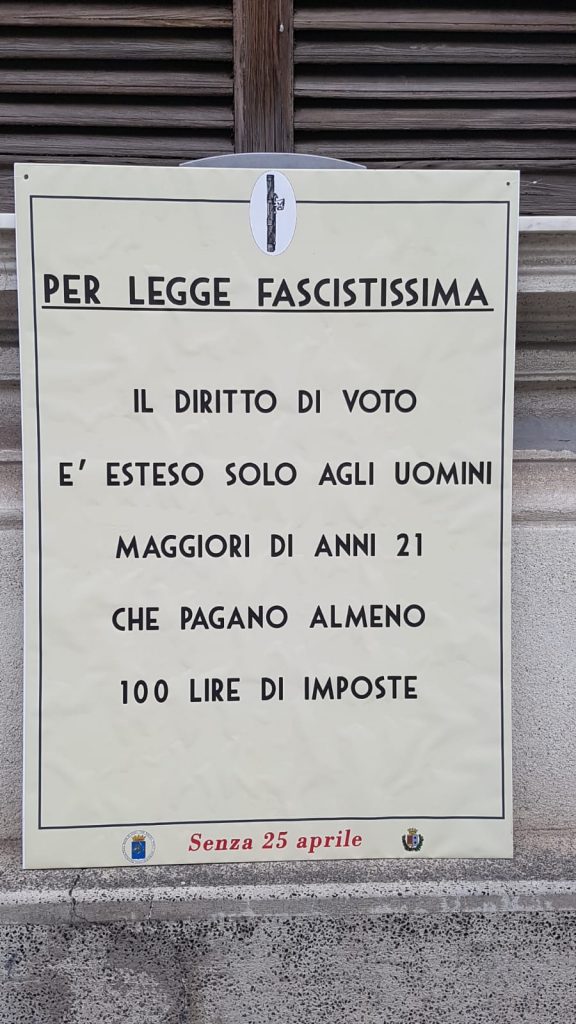 PER LEGGE FASCISTISSIMA
IL DIRITTO DI VOTO
E' ESTESO SOLO AGLI UOMINI
MAGGIORI DI ANNI 21
CHE PAGANO ALMENO
100 LIRE DI IMPOSTE
Senza 25 aprile